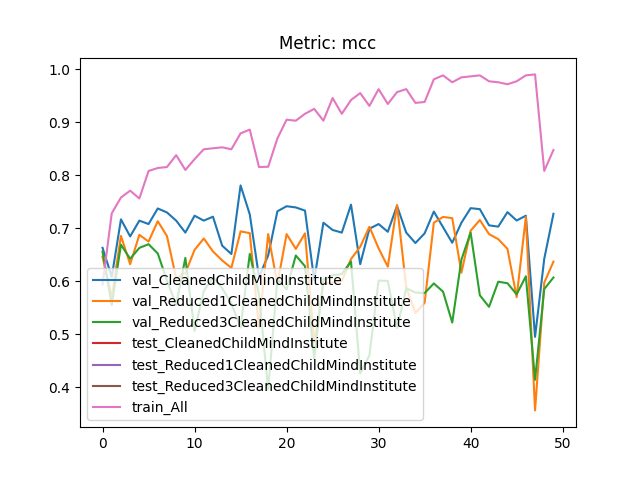 Metric: mcc
1.0
0.9
0.8
0.7
0.6
0.5
0.4
val_CleanedChildMindInstitute
val_Reduced1CleanedChildMindInstitute
val_Reduced3CleanedChildMindInstitute
test_CleanedChildMindInstitute
test_Reduced1CleanedChildMindInstitute
test_Reduced3CleanedChildMindInstitute
train_All
0 10 20 30 40 50